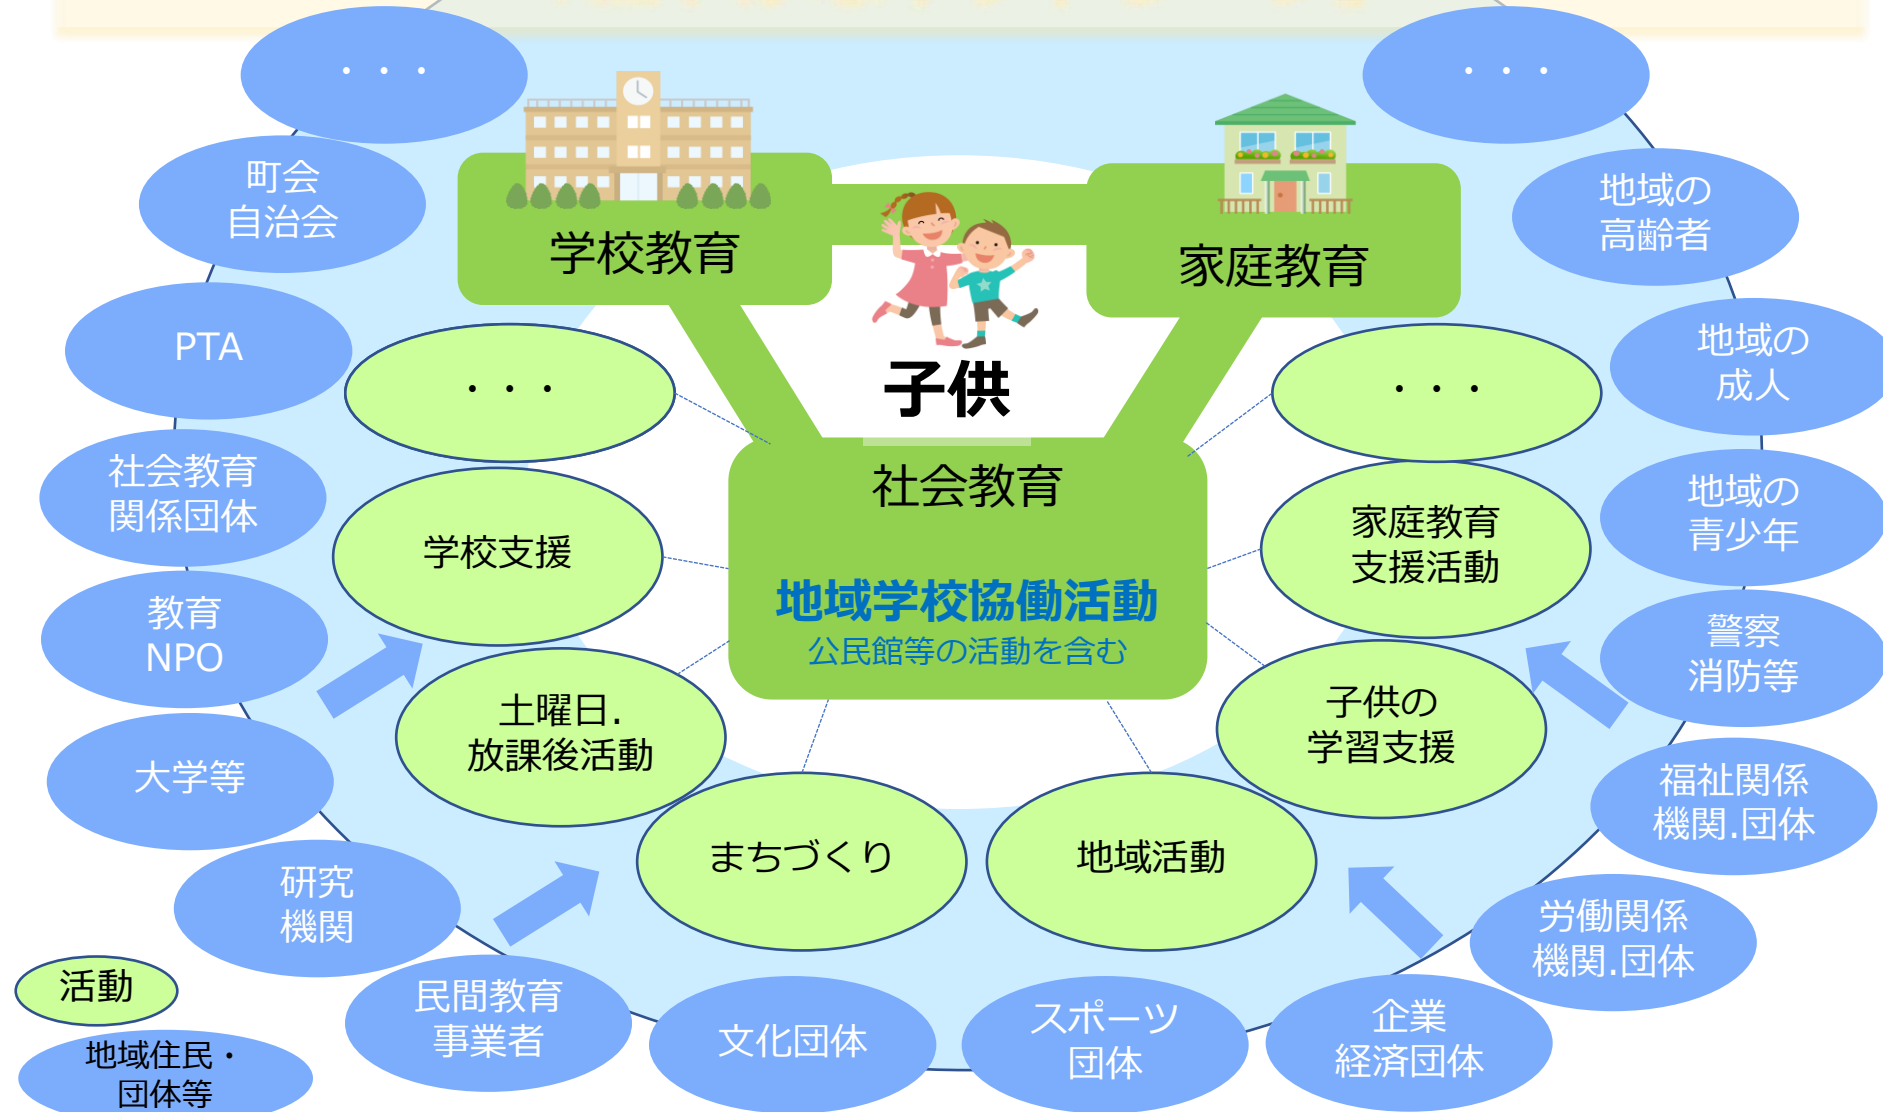 ・・・
・・・
町会
自治会
学校教育
家庭教育
地域の
高齢者
PTA
・・・
子供
・・・
地域の
成人
社会教育
関係団体
学校支援
社会教育
地域学校協働活動
公民館等の活動を含む
家庭教育
支援活動
地域の
青少年
教育
NPO
土曜日.
放課後活動
子供の
学習支援
警察
消防等
大学等
まちづくり
地域活動
福祉関係
機関.団体
研究
機関
労働関係
機関.団体
民間教育
事業者
文化団体
スポーツ
団体
企業
経済団体
活動
地域住民・
団体等